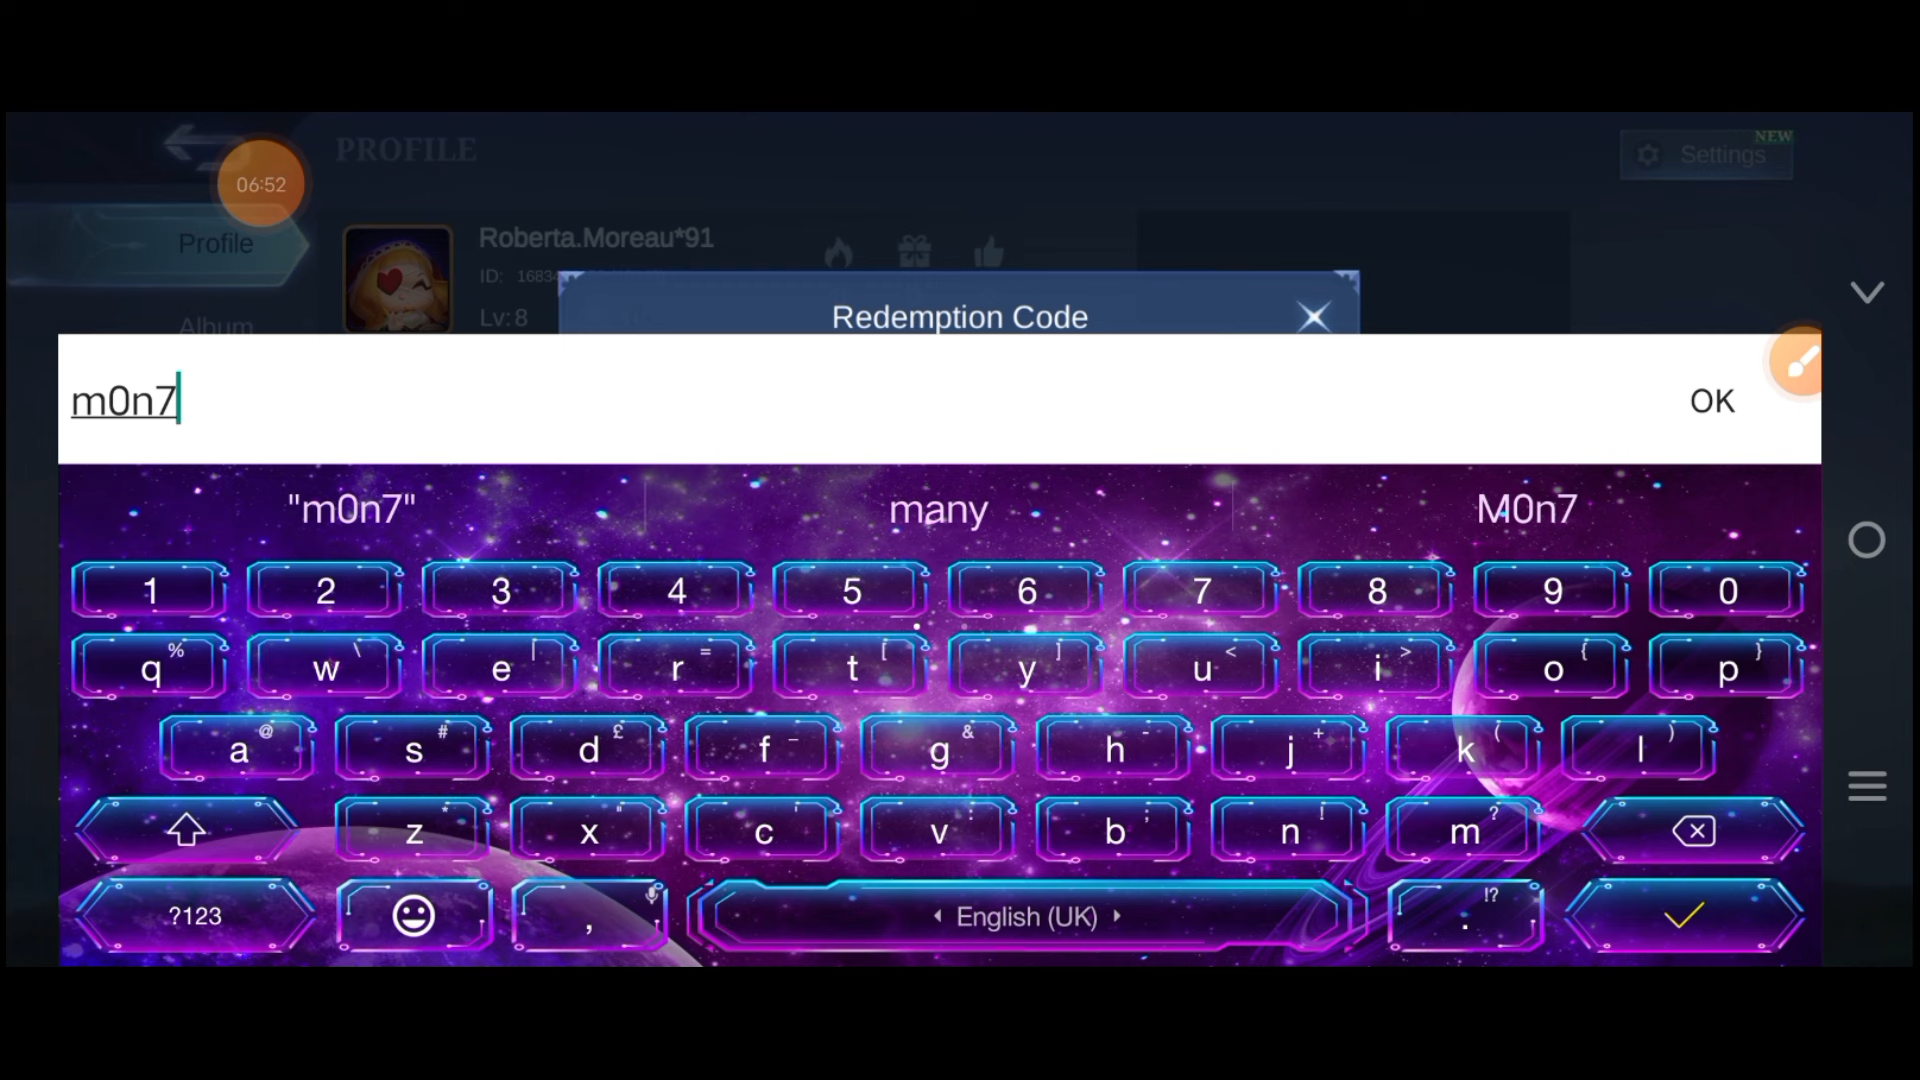 PROFILE
NEW
Settings
06:52
Profile
Roberta.Moreau*91
ID: 1683
Lv:8
Album
Redemption Code
m0n7
OK
"m0n7" many M0n7
1 2 3 4 5 6 7 8 9 0
% \ | = [ ] < > { }
q w e r t y u i o p
@ # £ _ & - + ( )
a s d f g h j k l
* " ' : ; ! ?
z x c v b n m
?123 , English (UK) . !?